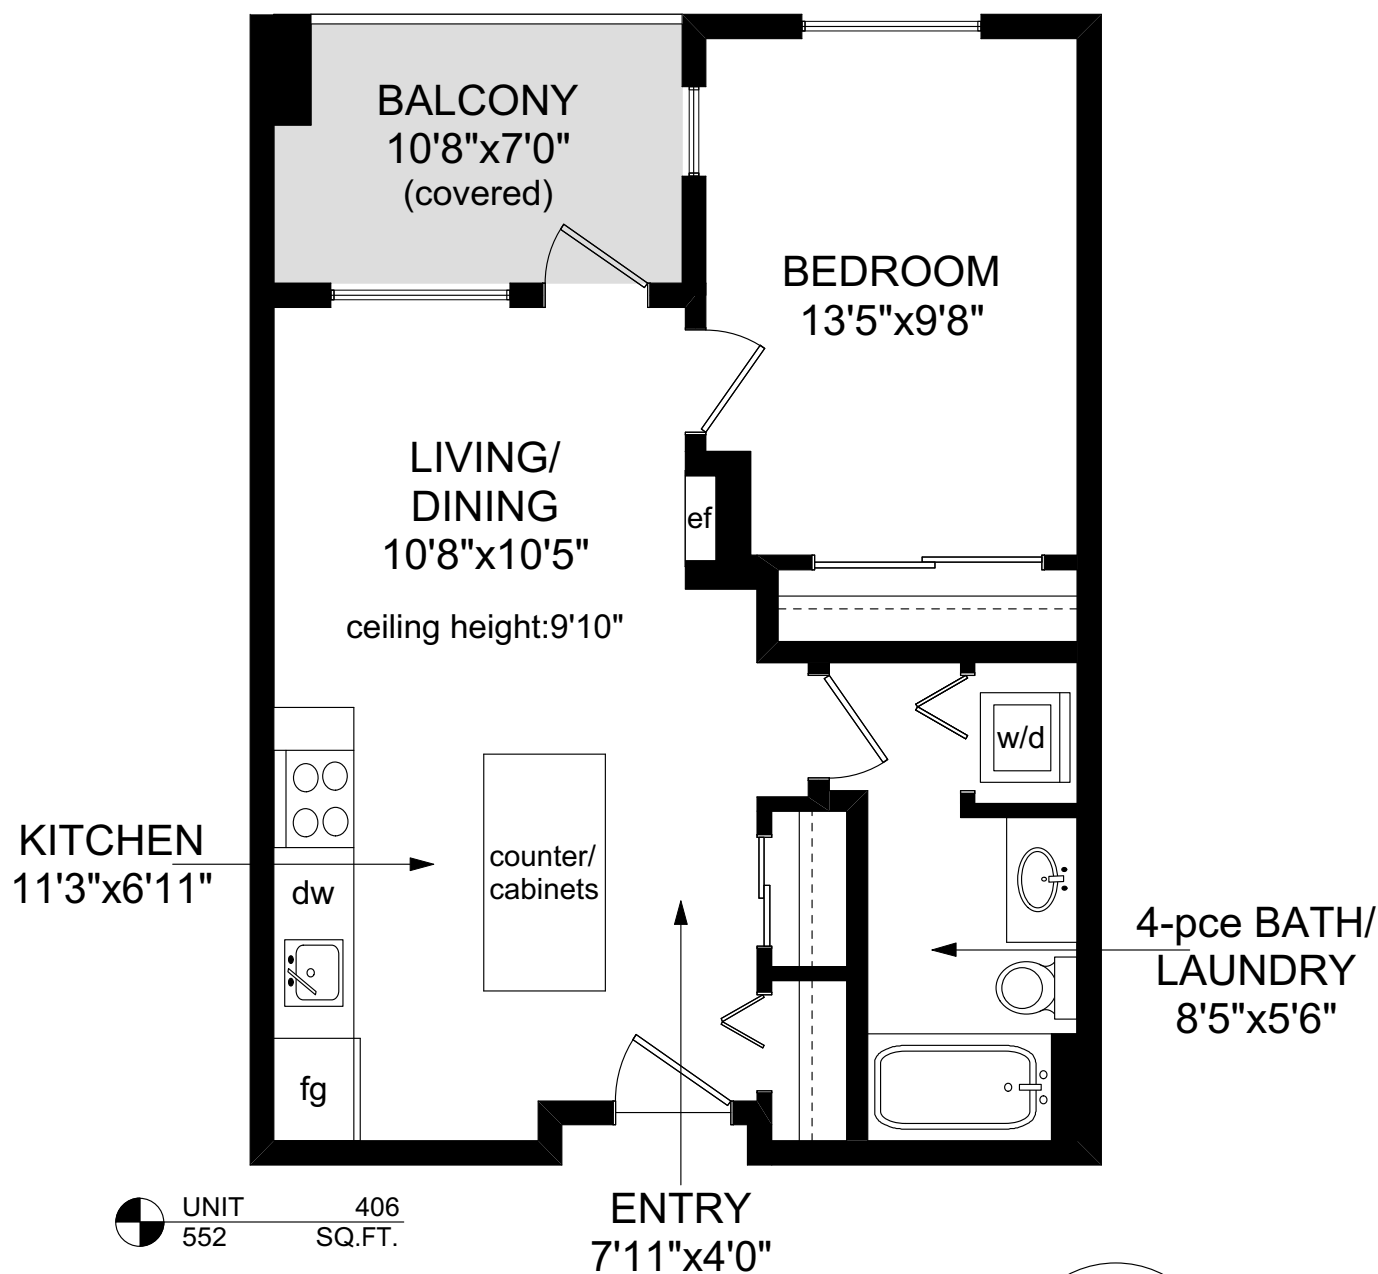 BALCONY
10'8"x7'0"
(covered)
BEDROOM
13'5"x9'8"
LIVING/
DINING
10'8"x10'5"
ceiling height:9'10"
ef
w/d
KITCHEN
11'3"x6'11"
dw
counter/
cabinets
4-pce BATH/
LAUNDRY
8'5"x5'6"
fg
ENTRY
7'11"x4'0"
UNIT 406
552 SQ.FT.